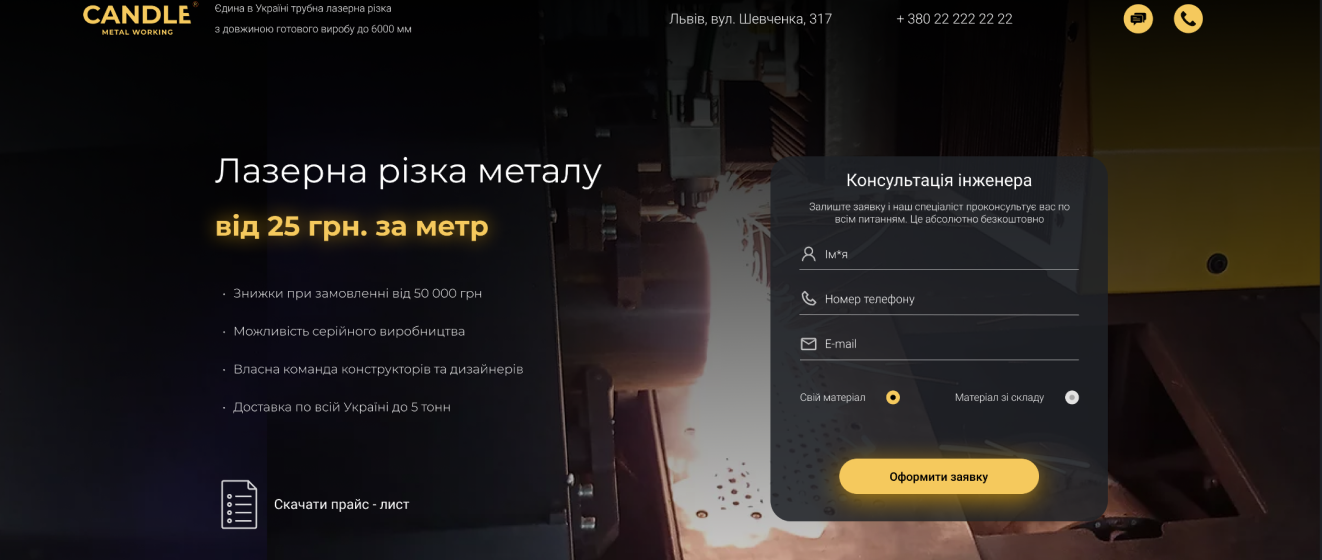 CANDLE®
METAL WORKING
Єдина в Україні трубна лазерна різка
з довжиною готового виробу до 6000 мм
Львів, вул. Шевченка, 317
+ 380 22 222 22 22
Лазерна різка металу
від 25 грн. за метр
· Знижки при замовленні від 50 000 грн
· Можливість серійного виробництва
· Власна команда конструкторів та дизайнерів
· Доставка по всій Україні до 5 тонн
Скачати прайс - лист
Консультація інженера
Залиште заявку і наш спеціаліст проконсультує вас по
всім питанням. Це абсолютно безкоштовно
Ім*я
Номер телефону
E-mail
Свій матеріал
Матеріал зі складу
Оформити заявку